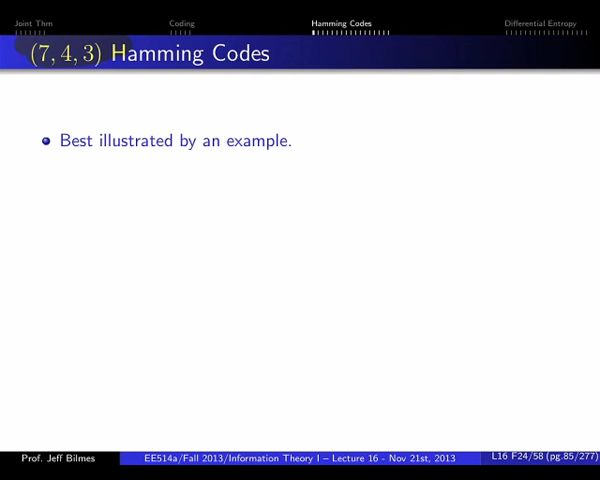 Joint Thm Coding Hamming Codes Differential Entropy
(7, 4, 3) Hamming Codes
Best illustrated by an example.
Prof. Jeff Bilmes EE514a/Fall 2013/Information Theory I – Lecture 16 - Nov 21st, 2013 L16 F24/58 (pg.85/277)